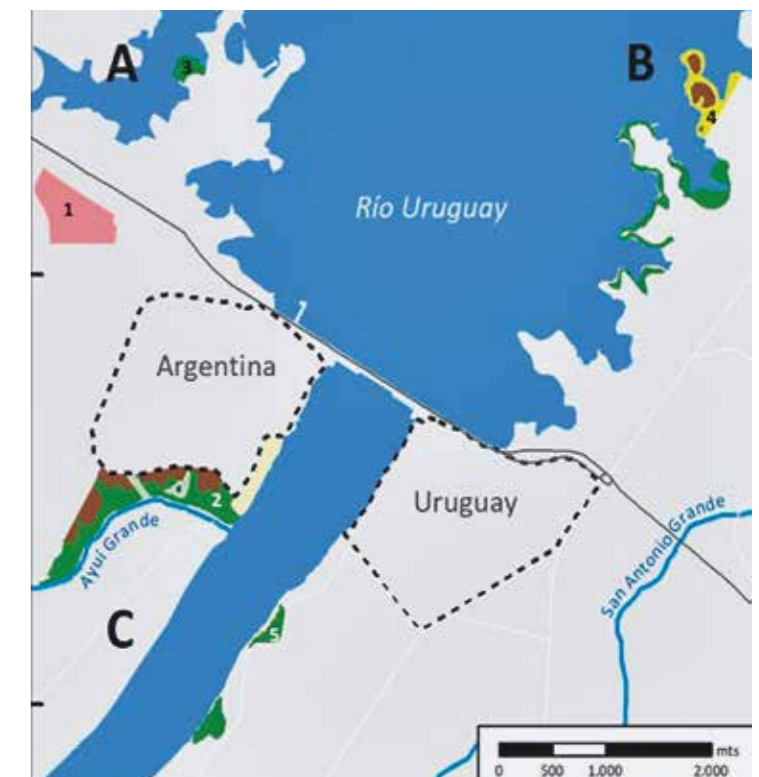 A
B
3
4
1
Río Uruguay
Argentina
Uruguay
2
Ayuí Grande
San Antonio Grande
C
5
mts
0 500 1.000 2.000